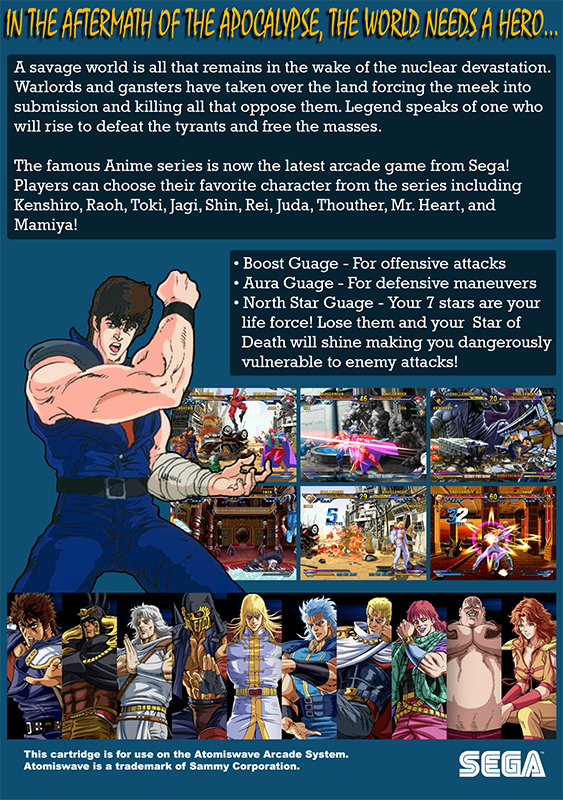 IN THE AFTERMATH OF THE APOCALYPSE, THE WORLD NEEDS A HERO...
A savage world is all that remains in the wake of the nuclear devastation.
Warlords and gansters have taken over the land forcing the meek into
submission and killing all that oppose them. Legend speaks of one who
will rise to defeat the tyrants and free the masses.
The famous Anime series is now the latest arcade game from Sega!
Players can choose their favorite character from the series including
Kenshiro, Raoh, Toki, Jagi, Shin, Rei, Juda, Thouther, Mr. Heart, and
Mamiya!
• Boost Guage - For offensive attacks
• Aura Guage - For defensive maneuvers
• North Star Guage - Your 7 stars are your
life force! Lose them and your Star of
Death will shine making you dangerously
vulnerable to enemy attacks!
46
20
29
5
60
32
This cartridge is for use on the Atomiswave Arcade System.
Atomiswave is a trademark of Sammy Corporation.
SEGA